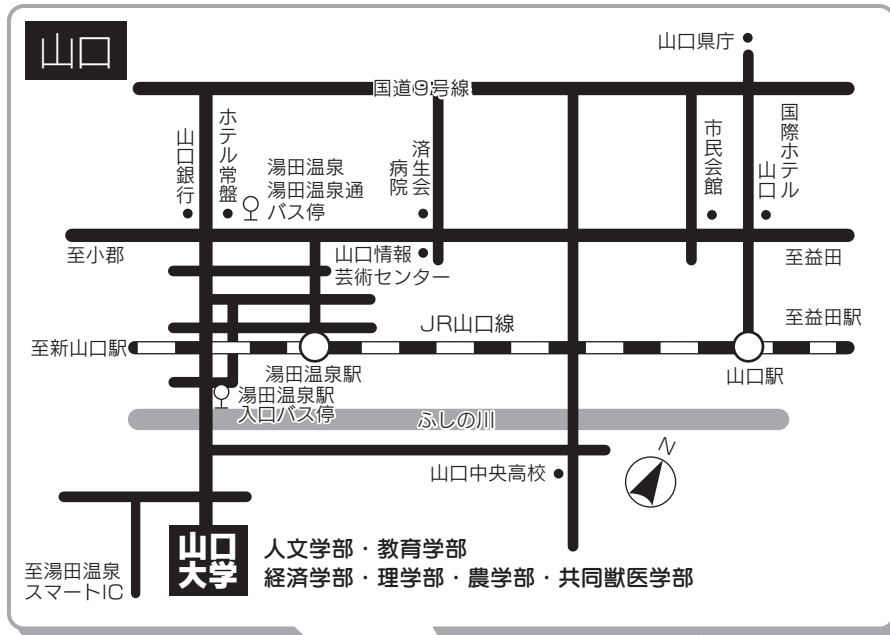 山口
山口県庁
国道9号線
山口銀行
ホテル常盤
湯田温泉
湯田温泉通
バス停
済生会
病院
市民会館
国際ホテル
山口
至小郡
山口情報
芸術センター
至益田
JR山口線
至益田駅
至新山口駅
湯田温泉駅
山口駅
湯田温泉駅
入口バス停
ふしの川
N
山口中央高校
山口
大学
人文学部・教育学部
経済学部・理学部・農学部・共同獣医学部
至湯田温泉
スマートIC